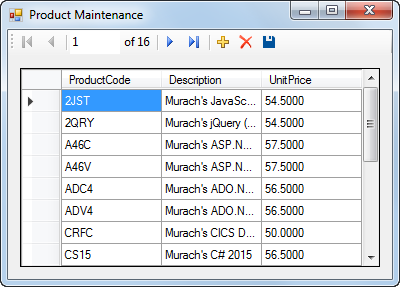 Product Maintenance
1 of 16
ProductCode Description UnitPrice
2JST Murach's JavaSc... 54.5000
2QRY Murach's jQuery (... 54.5000
A46C Murach's ASP.N... 57.5000
A46V Murach's ASP.N... 57.5000
ADC4 Murach's ADO.N... 56.5000
ADV4 Murach's ADO.N... 56.5000
CRFC Murach's CICS D... 50.0000
CS15 Murach's C# 2015 56.5000